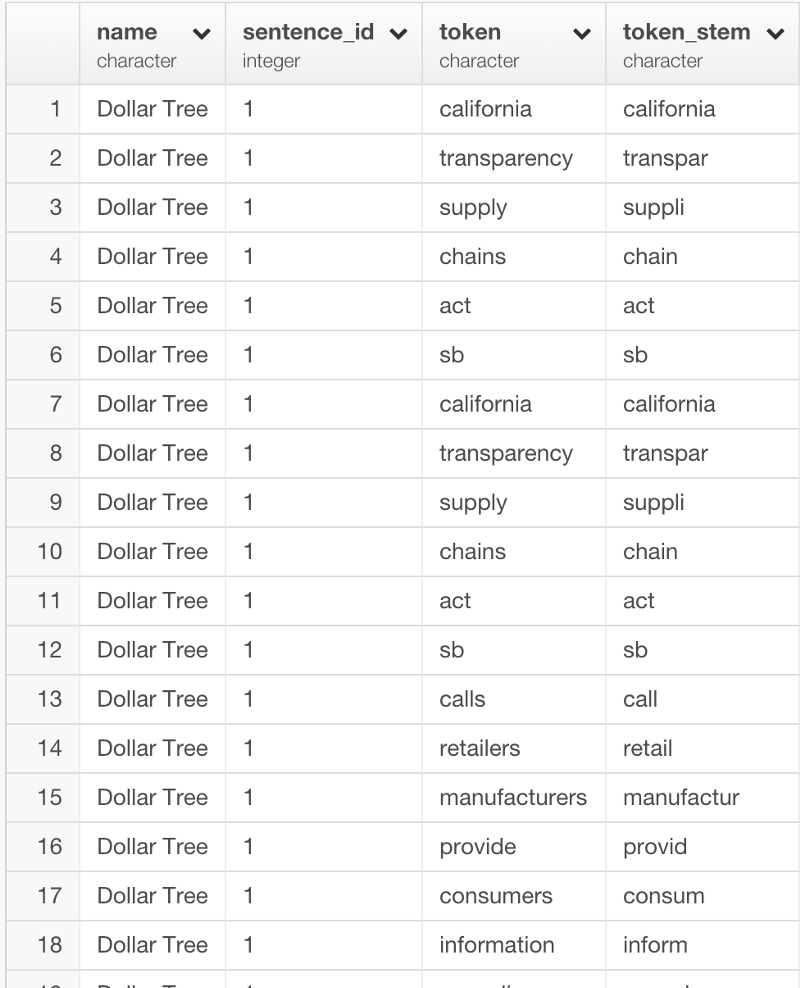 name sentence_id token token_stem
character integer character character
1 Dollar Tree 1 california california
2 Dollar Tree 1 transparency transpar
3 Dollar Tree 1 supply suppli
4 Dollar Tree 1 chains chain
5 Dollar Tree 1 act act
6 Dollar Tree 1 sb sb
7 Dollar Tree 1 california california
8 Dollar Tree 1 transparency transpar
9 Dollar Tree 1 supply suppli
10 Dollar Tree 1 chains chain
11 Dollar Tree 1 act act
12 Dollar Tree 1 sb sb
13 Dollar Tree 1 calls call
14 Dollar Tree 1 retailers retail
15 Dollar Tree 1 manufacturers manufactur
16 Dollar Tree 1 provide provid
17 Dollar Tree 1 consumers consum
18 Dollar Tree 1 information inform